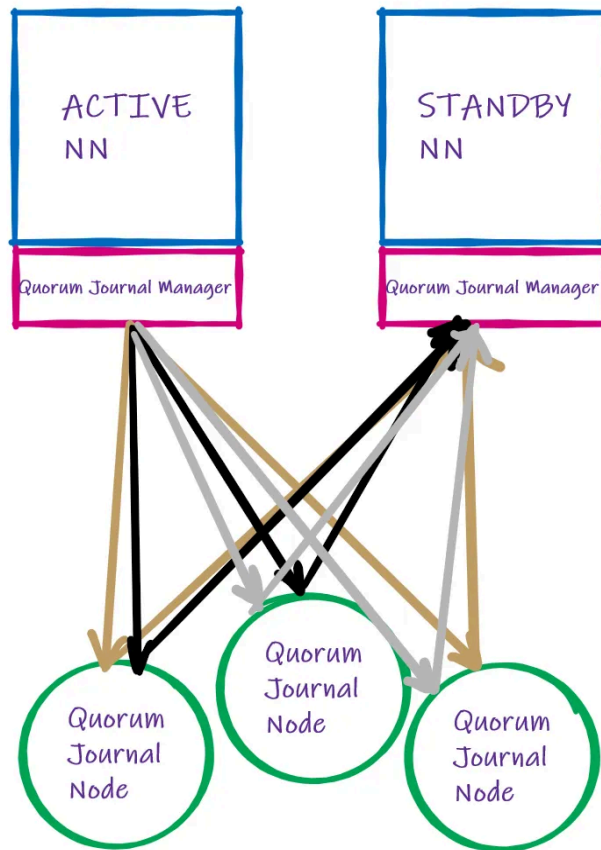 ACTIVE
NN
STANDBY
NN
Quorum Journal Manager
Quorum Journal Manager
Quorum
Journal
Node
Quorum
Journal
Node
Quorum
Journal
Node